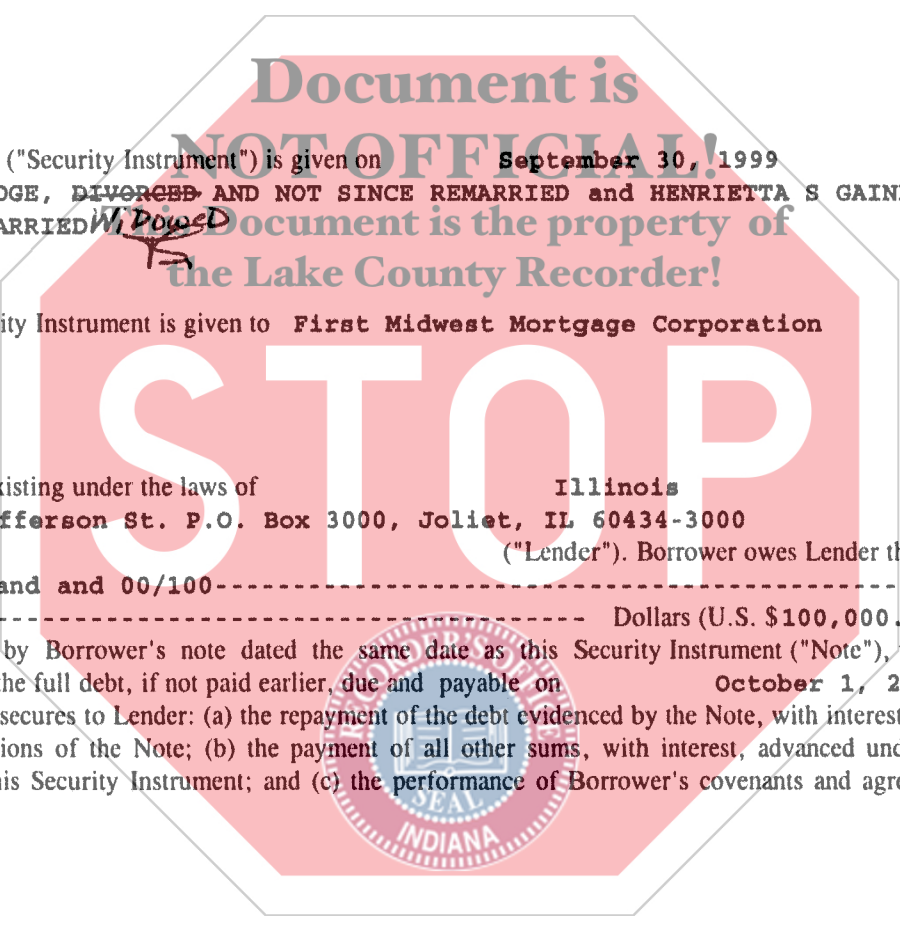 Document is
NOT OFFICIAL!
("Security Instrument") is given on September 30, 1999
DGE, DIVORCED AND NOT SINCE REMARRIED and HENRIETTA S GAIN
ARRIED WiDoweD
This Document is the property of
the Lake County Recorder!
ity Instrument is given to First Midwest Mortgage Corporation
STOP
xisting under the laws of Illinois
fferson St. P.O. Box 3000, Joliet, IL 60434-3000
("Lender"). Borrower owes Lender th
and and 00/100--------------------------------------------------
------------------------------------------ Dollars (U.S. $100,000.
by Borrower's note dated the same date as this Security Instrument ("Note"),
the full debt, if not paid earlier, due and payable on October 1, 2
secures to Lender: (a) the repayment of the debt evidenced by the Note, with interest
ions of the Note; (b) the payment of all other sums, with interest, advanced und
his Security Instrument; and (c) the performance of Borrower's covenants and agre
RECORDER'S OFFICE
SEAL
INDIANA